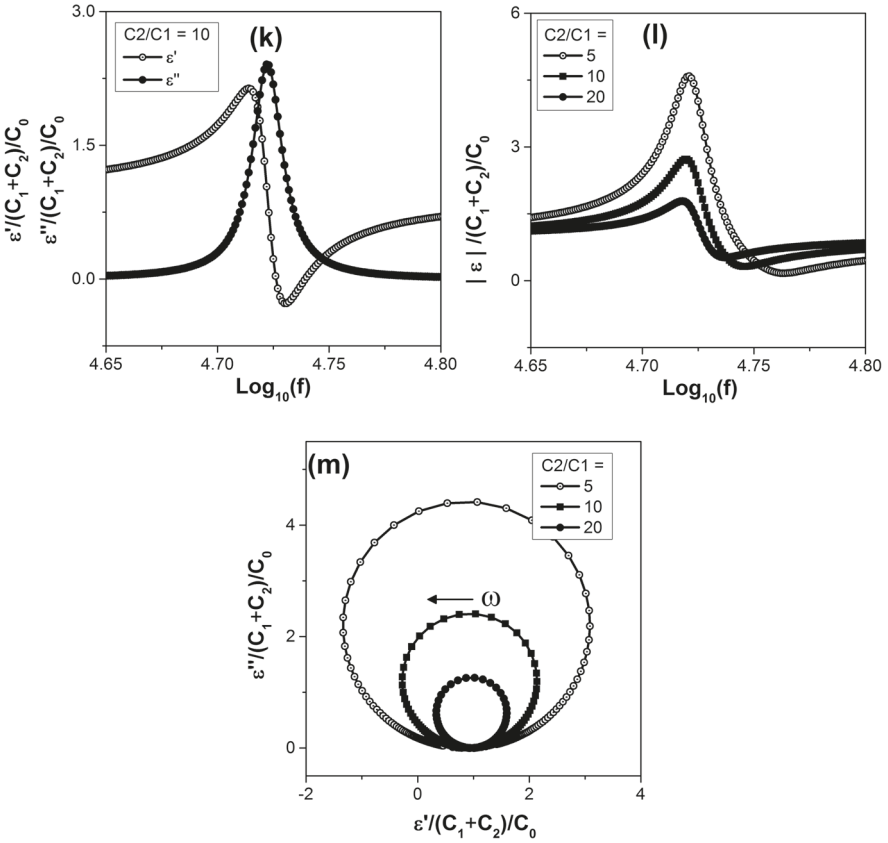 (k)
C2/C1 = 10
ε'
ε"
3.0
1.5
0.0
4.65
4.70
4.75
4.80
Log10(f)
ε'/(C1+C2)/C0
ε"/(C1+C2)/C0
(l)
C2/C1 =
5
10
20
6
3
0
4.65
4.70
4.75
4.80
Log10(f)
| ε | /(C1+C2)/C0
(m)
C2/C1 =
5
10
20
ω
4
2
0
-2
0
2
4
ε'/(C1+C2)/C0
ε"/(C1+C2)/C0